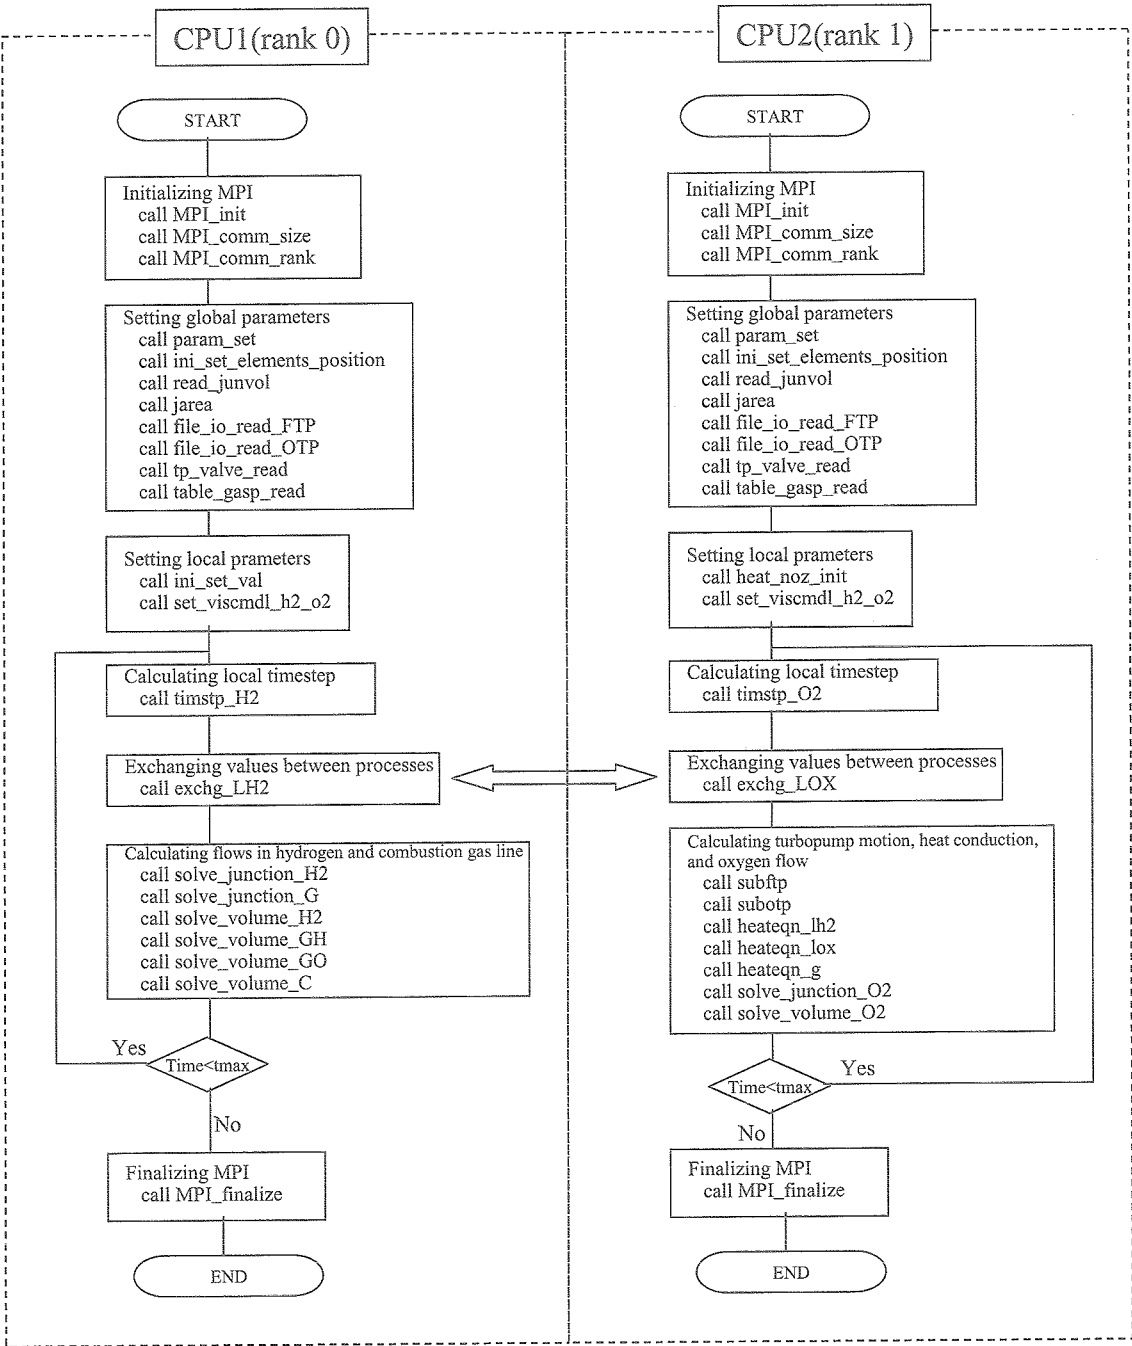 CPU1(rank 0)
START
Initializing MPI
call MPI_init
call MPI_comm_size
call MPI_comm_rank
Setting global parameters
call param_set
call ini_set_elements_position
call read_junvol
call jarea
call file_io_read_FTP
call file_io_read_OTP
call tp_valve_read
call table_gasp_read
Setting local prameters
call ini_set_val
call set_viscmdl_h2_o2
Calculating local timestep
call timstp_H2
Exchanging values between processes
call exchg_LH2
Calculating flows in hydrogen and combustion gas line
call solve_junction_H2
call solve_junction_G
call solve_volume_H2
call solve_volume_GH
call solve_volume_GO
call solve_volume_C
Yes
Time<tmax
No
Finalizing MPI
call MPI_finalize
END
CPU2(rank 1)
START
Initializing MPI
call MPI_init
call MPI_comm_size
call MPI_comm_rank
Setting global parameters
call param_set
call ini_set_elements_position
call read_junvol
call jarea
call file_io_read_FTP
call file_io_read_OTP
call tp_valve_read
call table_gasp_read
Setting local prameters
call heat_noz_init
call set_viscmdl_h2_o2
Calculating local timestep
call timstp_O2
Exchanging values between processes
call exchg_LOX
Calculating turbopump motion, heat conduction,
and oxygen flow
call subftp
call subotp
call heateqn_lh2
call heateqn_lox
call heateqn_g
call solve_junction_O2
call solve_volume_O2
Yes
Time<tmax
No
Finalizing MPI
call MPI_finalize
END